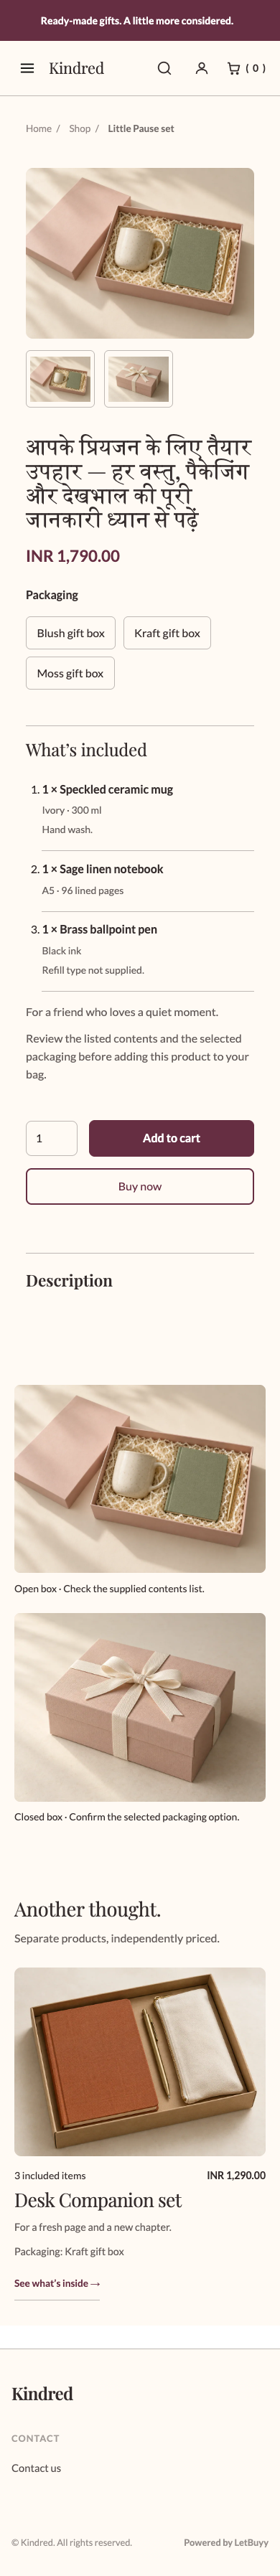 Ready-made gifts. A little more considered.
Kindred
( 0 )
Home / Shop / Little Pause set
आपके प्रियजन के लिए तैयार
उपहार — हर वस्तु, पैकेजिंग
और देखभाल की पूरी
जानकारी ध्यान से पढ़ें
INR 1,790.00
Packaging
Blush gift box
Kraft gift box
Moss gift box
What's included
1. 1 × Speckled ceramic mug
Ivory · 300 ml
Hand wash.
2. 1 × Sage linen notebook
A5 · 96 lined pages
3. 1 × Brass ballpoint pen
Black ink
Refill type not supplied.
For a friend who loves a quiet moment.
Review the listed contents and the selected
packaging before adding this product to your
bag.
1
Add to cart
Buy now
Description
Open box · Check the supplied contents list.
Closed box · Confirm the selected packaging option.
Another thought.
Separate products, independently priced.
3 included items INR 1,290.00
Desk Companion set
For a fresh page and a new chapter.
Packaging: Kraft gift box
See what's inside →
Kindred
CONTACT
Contact us
© Kindred. All rights reserved. Powered by LetBuyy